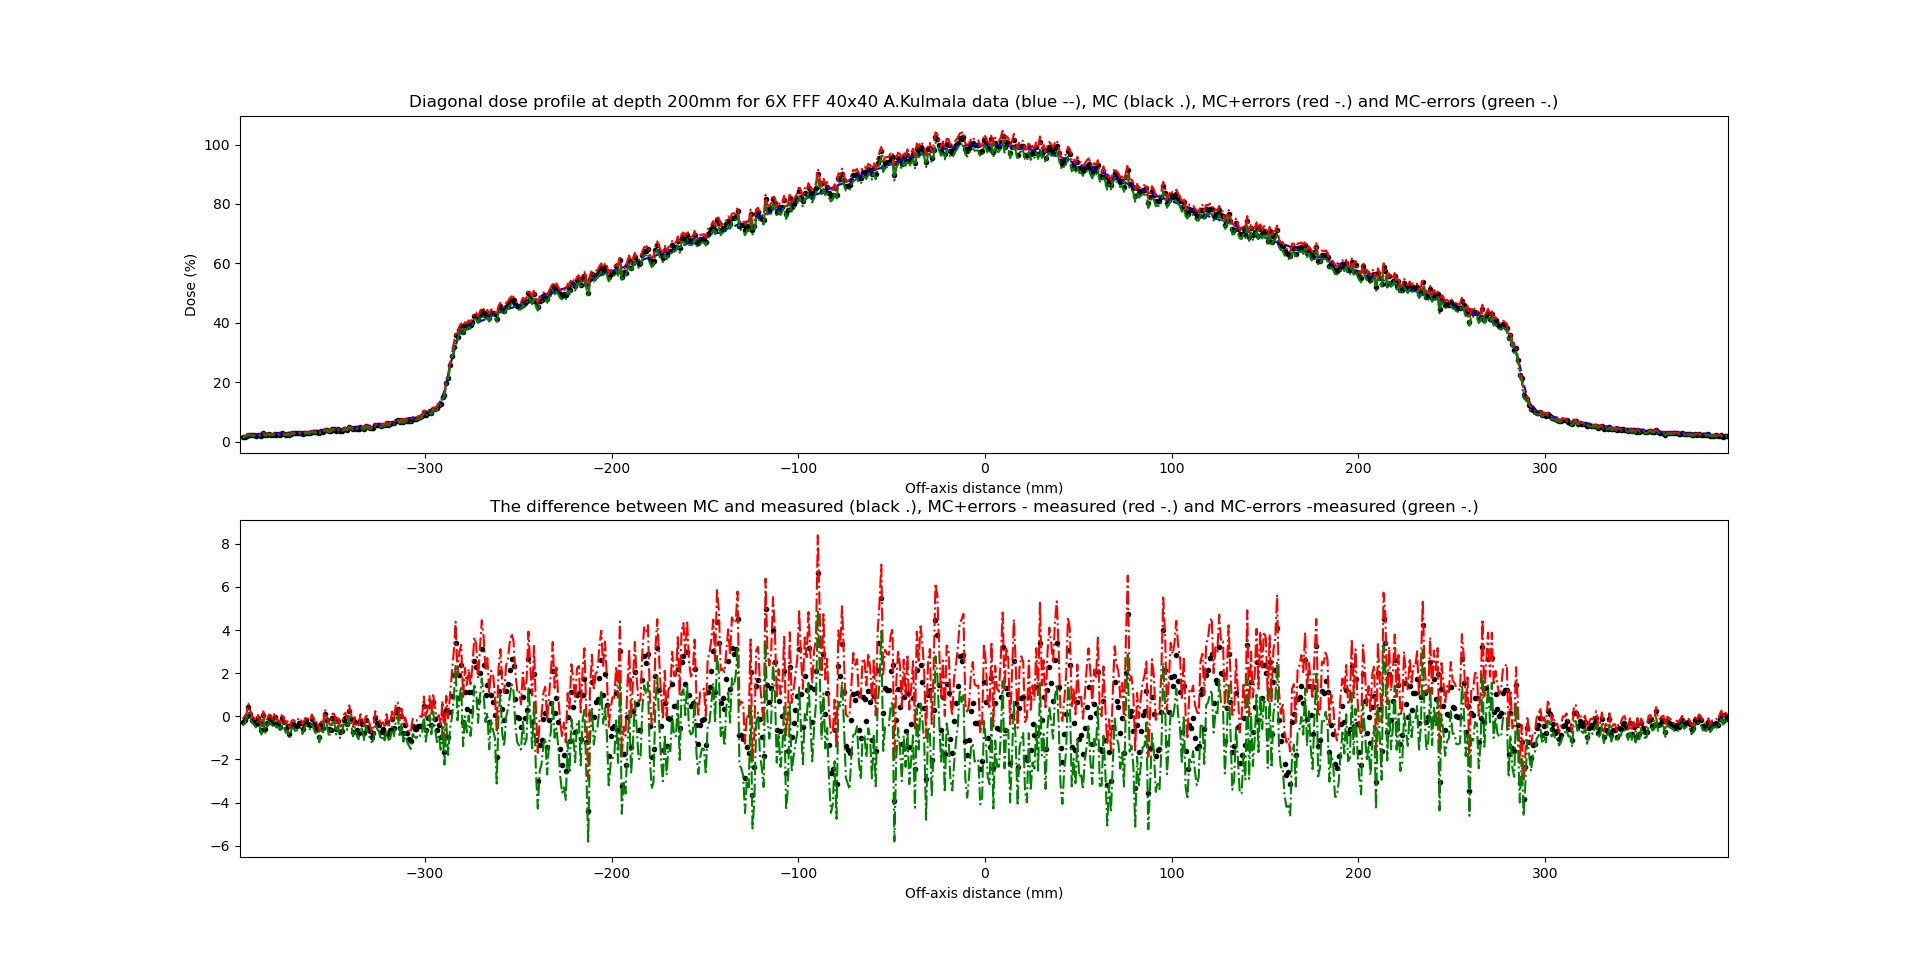 Diagonal dose profile at depth 200mm for 6X FFF 40x40 A.Kulmala data (blue --), MC (black .), MC+errors (red -.) and MC-errors (green -.)
100
80
60
40
20
0
Dose (%)
−300 −200 −100 0 100 200 300
Off-axis distance (mm)
The difference between MC and measured (black .), MC+errors - measured (red -.) and MC-errors -measured (green -.)
8
6
4
2
0
−2
−4
−6
−300 −200 −100 0 100 200 300
Off-axis distance (mm)